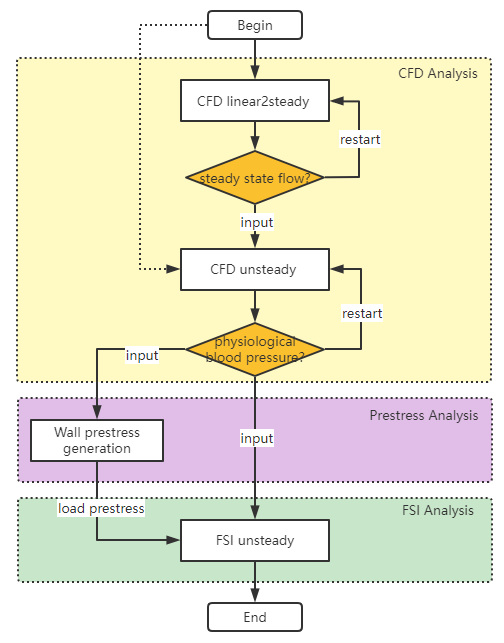 Begin
CFD Analysis
CFD linear2steady
restart
steady state flow?
input
CFD unsteady
restart
physiological
blood pressure?
input
Prestress Analysis
Wall prestress
generation
input
load prestress
FSI Analysis
FSI unsteady
End